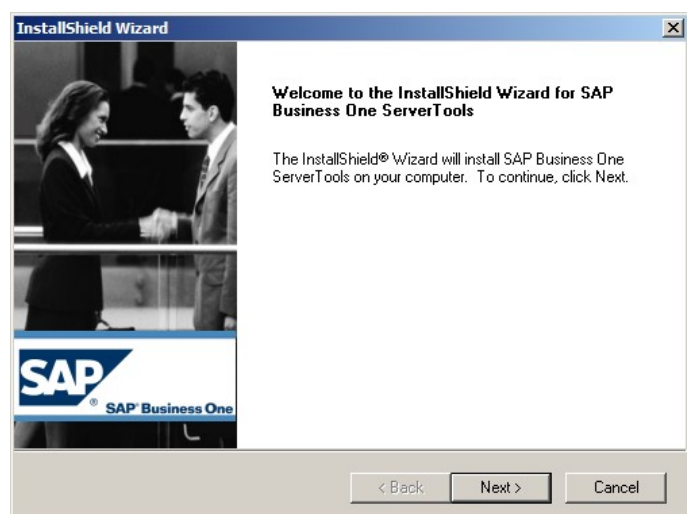 InstallShield Wizard
Welcome to the InstallShield Wizard for SAP
Business One ServerTools
The InstallShield® Wizard will install SAP Business One
ServerTools on your computer. To continue, click Next.
SAP®
SAP® Business One
< Back
Next >
Cancel